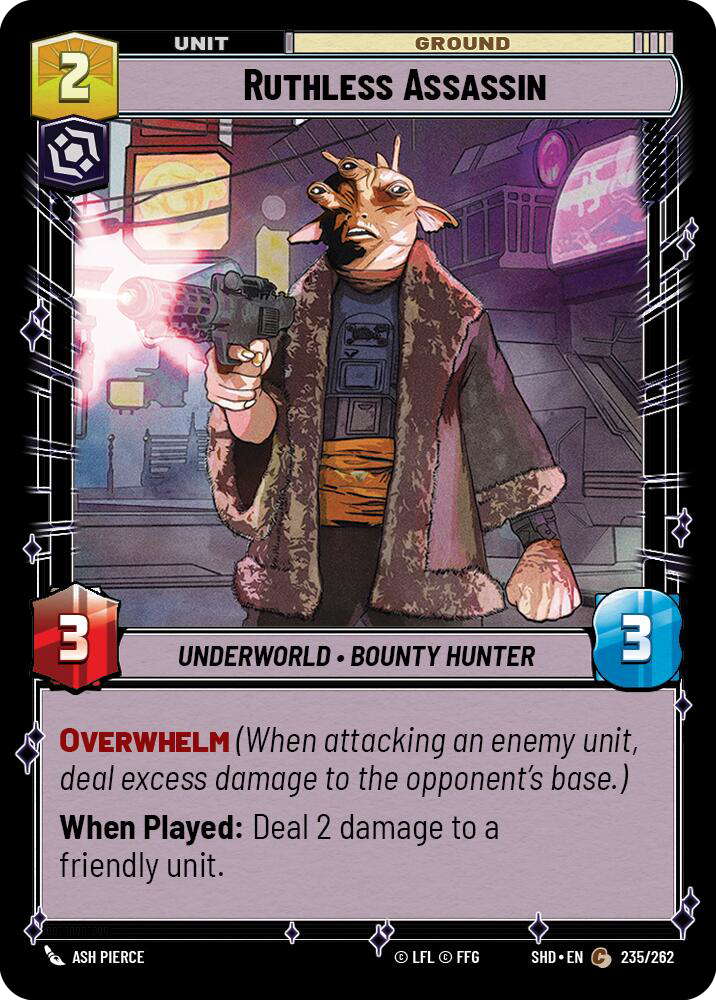 UNIT
GROUND
2
RUTHLESS ASSASSIN
3
UNDERWORLD • BOUNTY HUNTER
3
OVERWHELM (When attacking an enemy unit,
deal excess damage to the opponent's base.)
When Played: Deal 2 damage to a
friendly unit.
ASH PIERCE
© LFL © FFG
SHD • EN
C
235/262